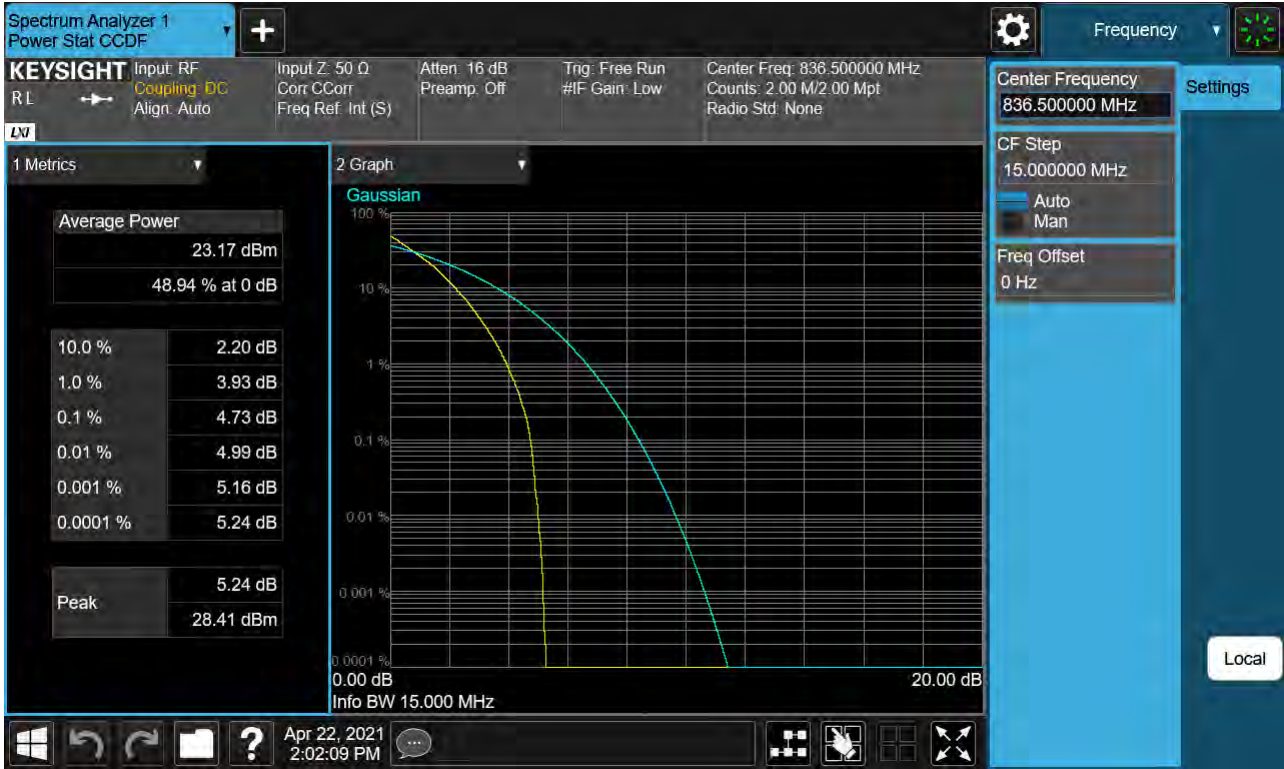 Spectrum Analyzer 1
Power Stat CCDF
+
Frequency
KEYSIGHT
R L
LXI
Input: RF
Coupling: DC
Align: Auto
Input Z: 50 Ω
Corr CCorr
Freq Ref: Int (S)
Atten: 16 dB
Preamp: Off
Trig: Free Run
#IF Gain: Low
Center Freq: 836.500000 MHz
Counts: 2.00 M/2.00 Mpt
Radio Std: None
Center Frequency
836.500000 MHz
Settings
CF Step
15.000000 MHz
Auto
Man
Freq Offset
0 Hz
Local
1 Metrics
Average Power
23.17 dBm
48.94 % at 0 dB
10.0 % 2.20 dB
1.0 % 3.93 dB
0.1 % 4.73 dB
0.01 % 4.99 dB
0.001 % 5.16 dB
0.0001 % 5.24 dB
Peak
5.24 dB
28.41 dBm
2 Graph
Gaussian
100 %
10 %
1 %
0.1 %
0.01 %
0.001 %
0.0001 %
0.00 dB 20.00 dB
Info BW 15.000 MHz
?
Apr 22, 2021
2:02:09 PM